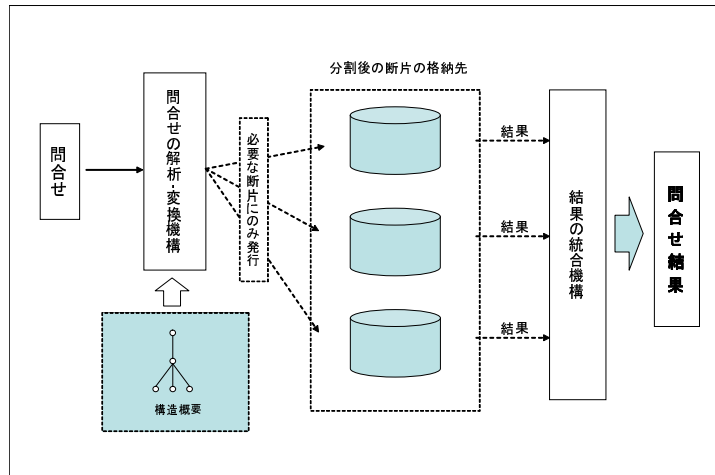 分割後の断片の格納先
問合せ
問合せの解析・変換機構
必要な断片にのみ発行
結果
結果
結果
結果の統合機構
問合せ結果
構造概要